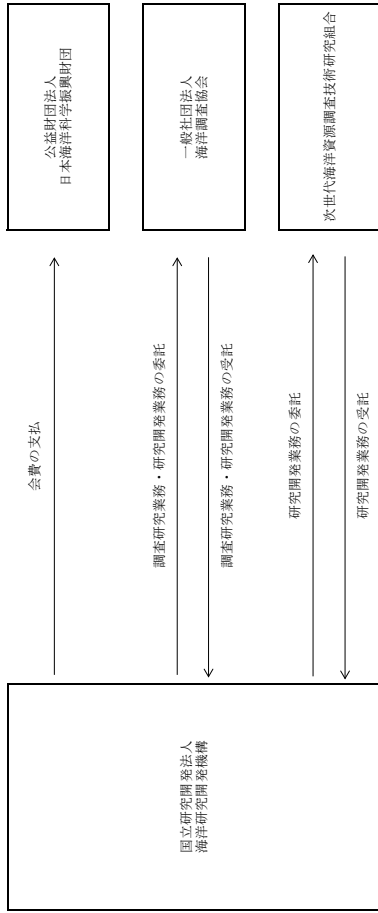 国立研究開発法人
海洋研究開発機構
会費の支払
公益財団法人
日本海洋科学振興財団
調査研究業務・研究開発業務の委託
調査研究業務・研究開発業務の受託
一般社団法人
海洋調査協会
研究開発業務の委託
研究開発業務の受託
次世代海洋資源調査技術研究組合